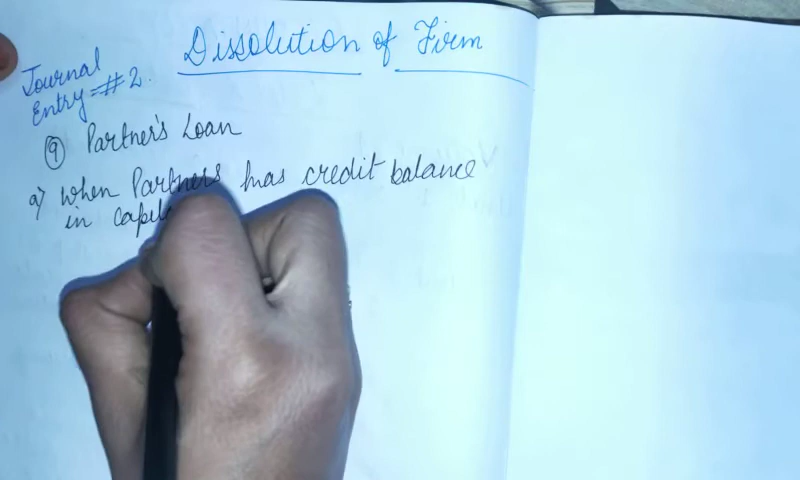 Dissolution of Firm
Journal
Entry=#2.
9 Partner's Loan
a) When Partners has credit balance
in